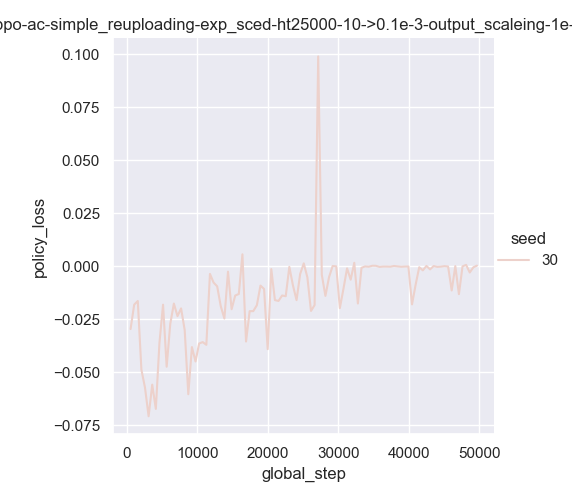 ppo-ac-simple_reuploading-exp_sced-ht25000-10->0.1e-3-output_scaleing-1e-
0.100
0.075
0.050
0.025
0.000
−0.025
−0.050
−0.075
policy_loss
0 10000 20000 30000 40000 50000
global_step
seed
30